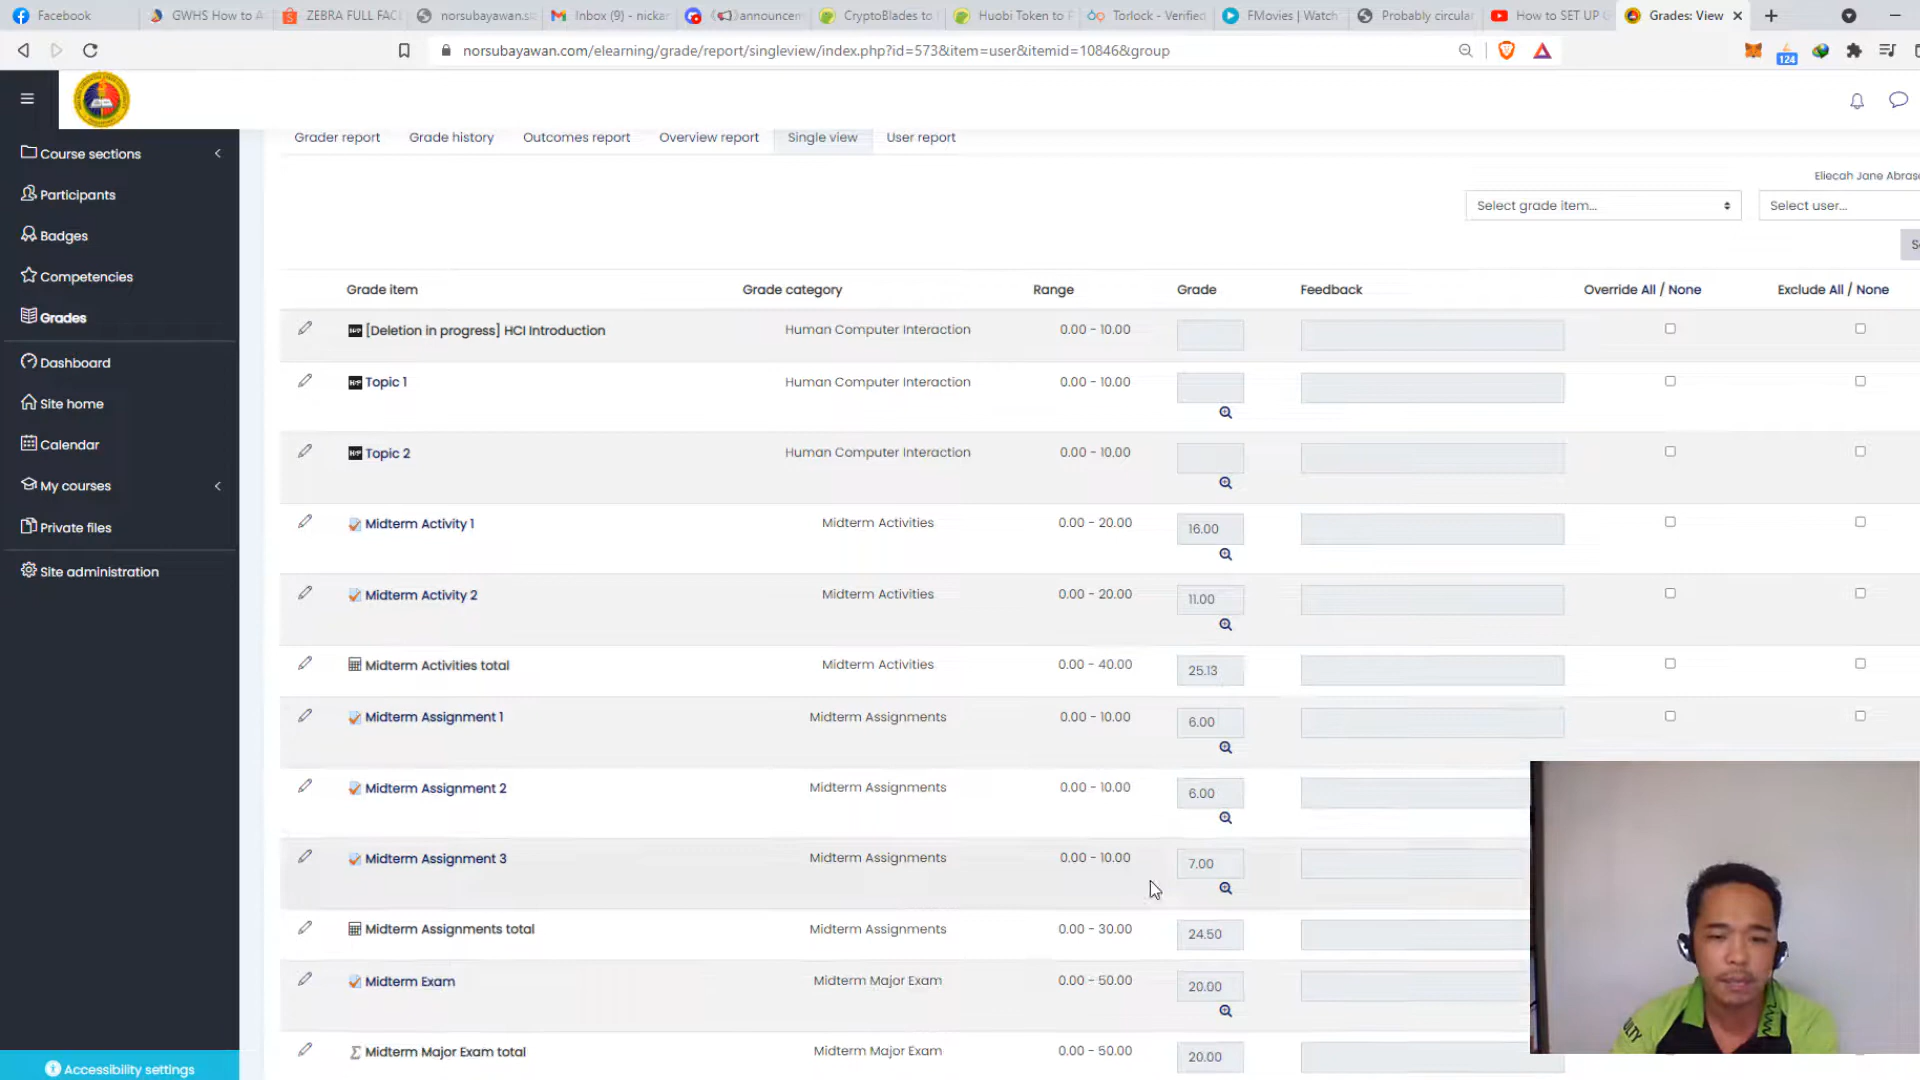 Facebook
GWHS How to A
ZEBRA FULL FAC
norsubayawan.s
Inbox (9) - nickar
announcem
CryptoBlades to
Huobi Token to F
Torlock - Verified
FMovies | Watch
Probably circular
How to SET UP G
Grades: View
norsubayawan.com/elearning/grade/report/singleview/index.php?id=573&item=user&itemid=10846&group
124
Grader report
Grade history
Outcomes report
Overview report
Single view
User report
Course sections
Participants
Badges
Competencies
Grades
Dashboard
Site home
Calendar
My courses
Private files
Site administration
Accessibility settings
Eliecah Jane Abras
Select grade item...
Select user...
Grade item Grade category Range Grade Feedback Override All / None Exclude All / None
[Deletion in progress] HCI Introduction Human Computer Interaction 0.00 - 10.00
Topic 1 Human Computer Interaction 0.00 - 10.00
Topic 2 Human Computer Interaction 0.00 - 10.00
Midterm Activity 1 Midterm Activities 0.00 - 20.00 16.00
Midterm Activity 2 Midterm Activities 0.00 - 20.00 11.00
Midterm Activities total Midterm Activities 0.00 - 40.00 25.13
Midterm Assignment 1 Midterm Assignments 0.00 - 10.00 6.00
Midterm Assignment 2 Midterm Assignments 0.00 - 10.00 6.00
Midterm Assignment 3 Midterm Assignments 0.00 - 10.00 7.00
Midterm Assignments total Midterm Assignments 0.00 - 30.00 24.50
Midterm Exam Midterm Major Exam 0.00 - 50.00 20.00
Midterm Major Exam total Midterm Major Exam 0.00 - 50.00 20.00